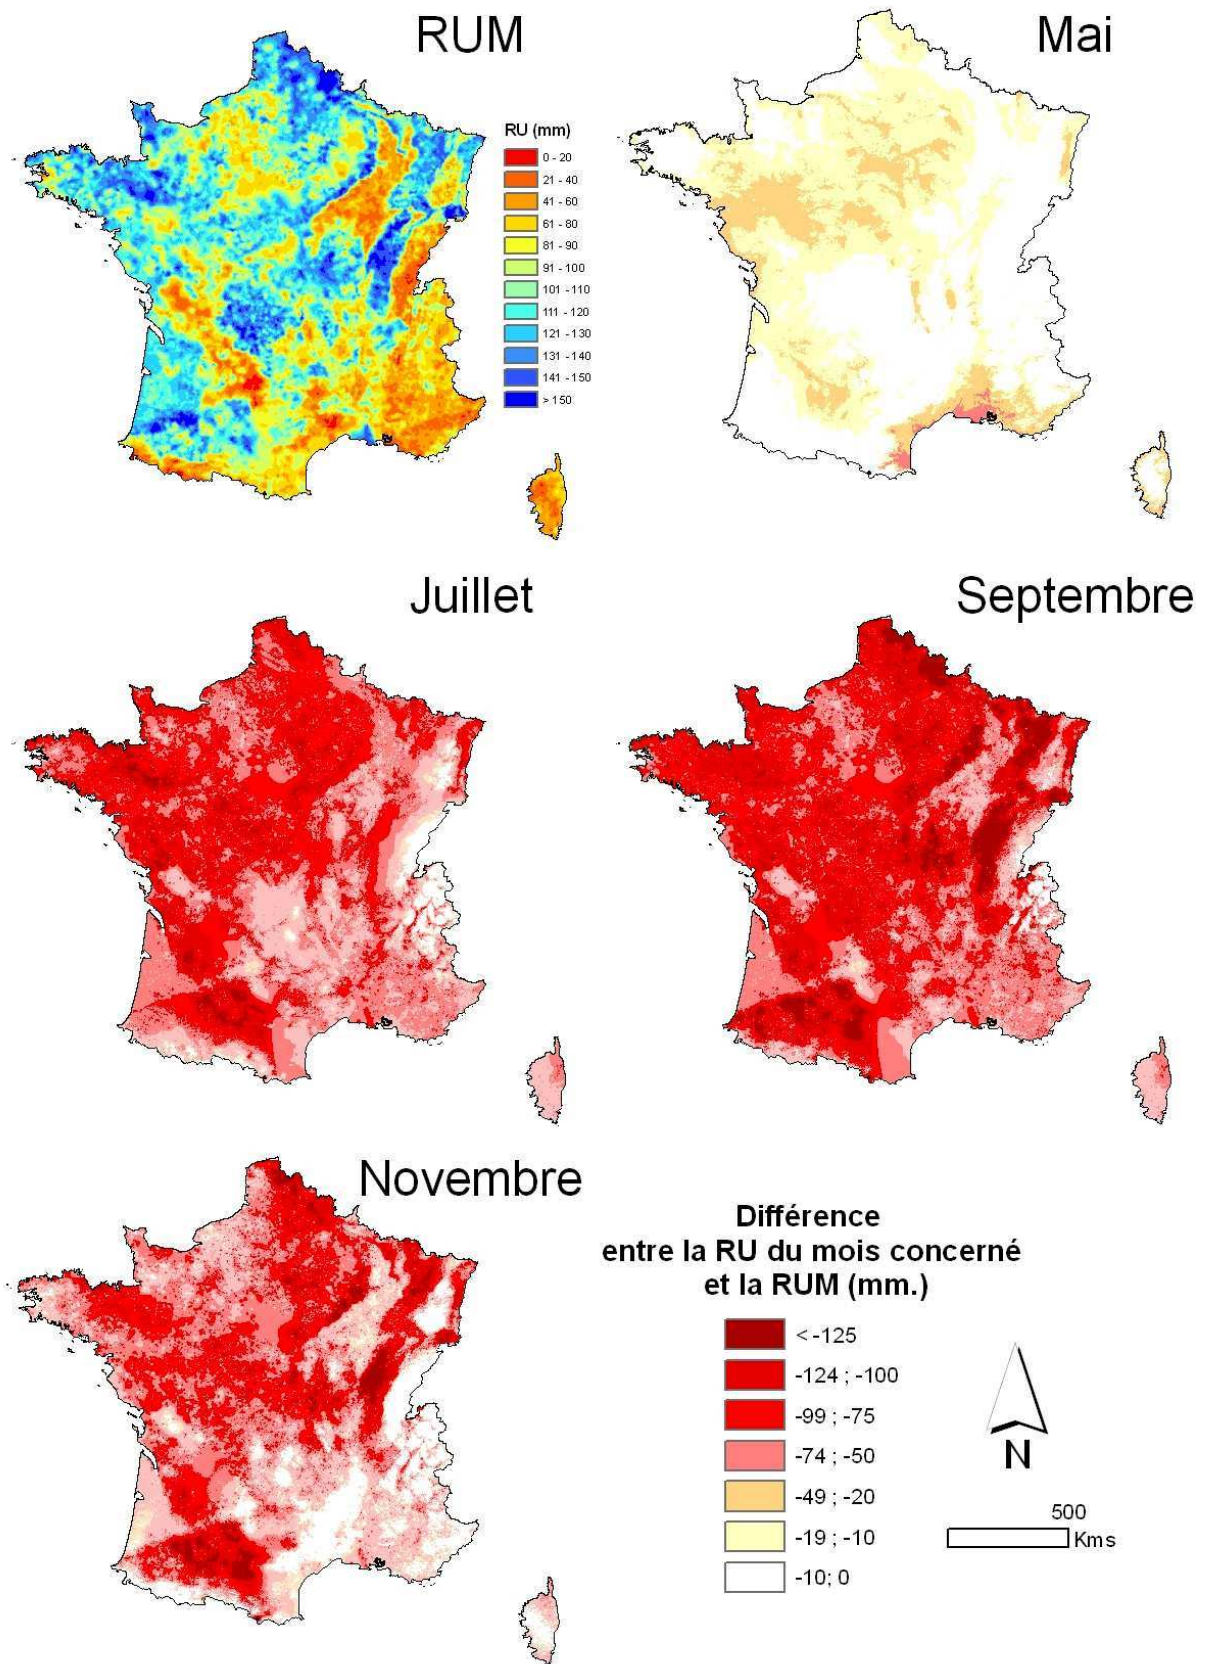 RUM
Mai
RU (mm)
0 - 20
21 - 40
41 - 60
61 - 80
81 - 90
91 - 100
101 -110
111 - 120
121 - 130
131 - 140
141 - 150
> 150
Juillet
Septembre
Novembre
Différence
entre la RU du mois concerné
et la RUM (mm.)
< -125
-124 ; -100
-99 ; -75
-74 ; -50
-49 ; -20
-19 ; -10
-10; 0
N
500
Kms